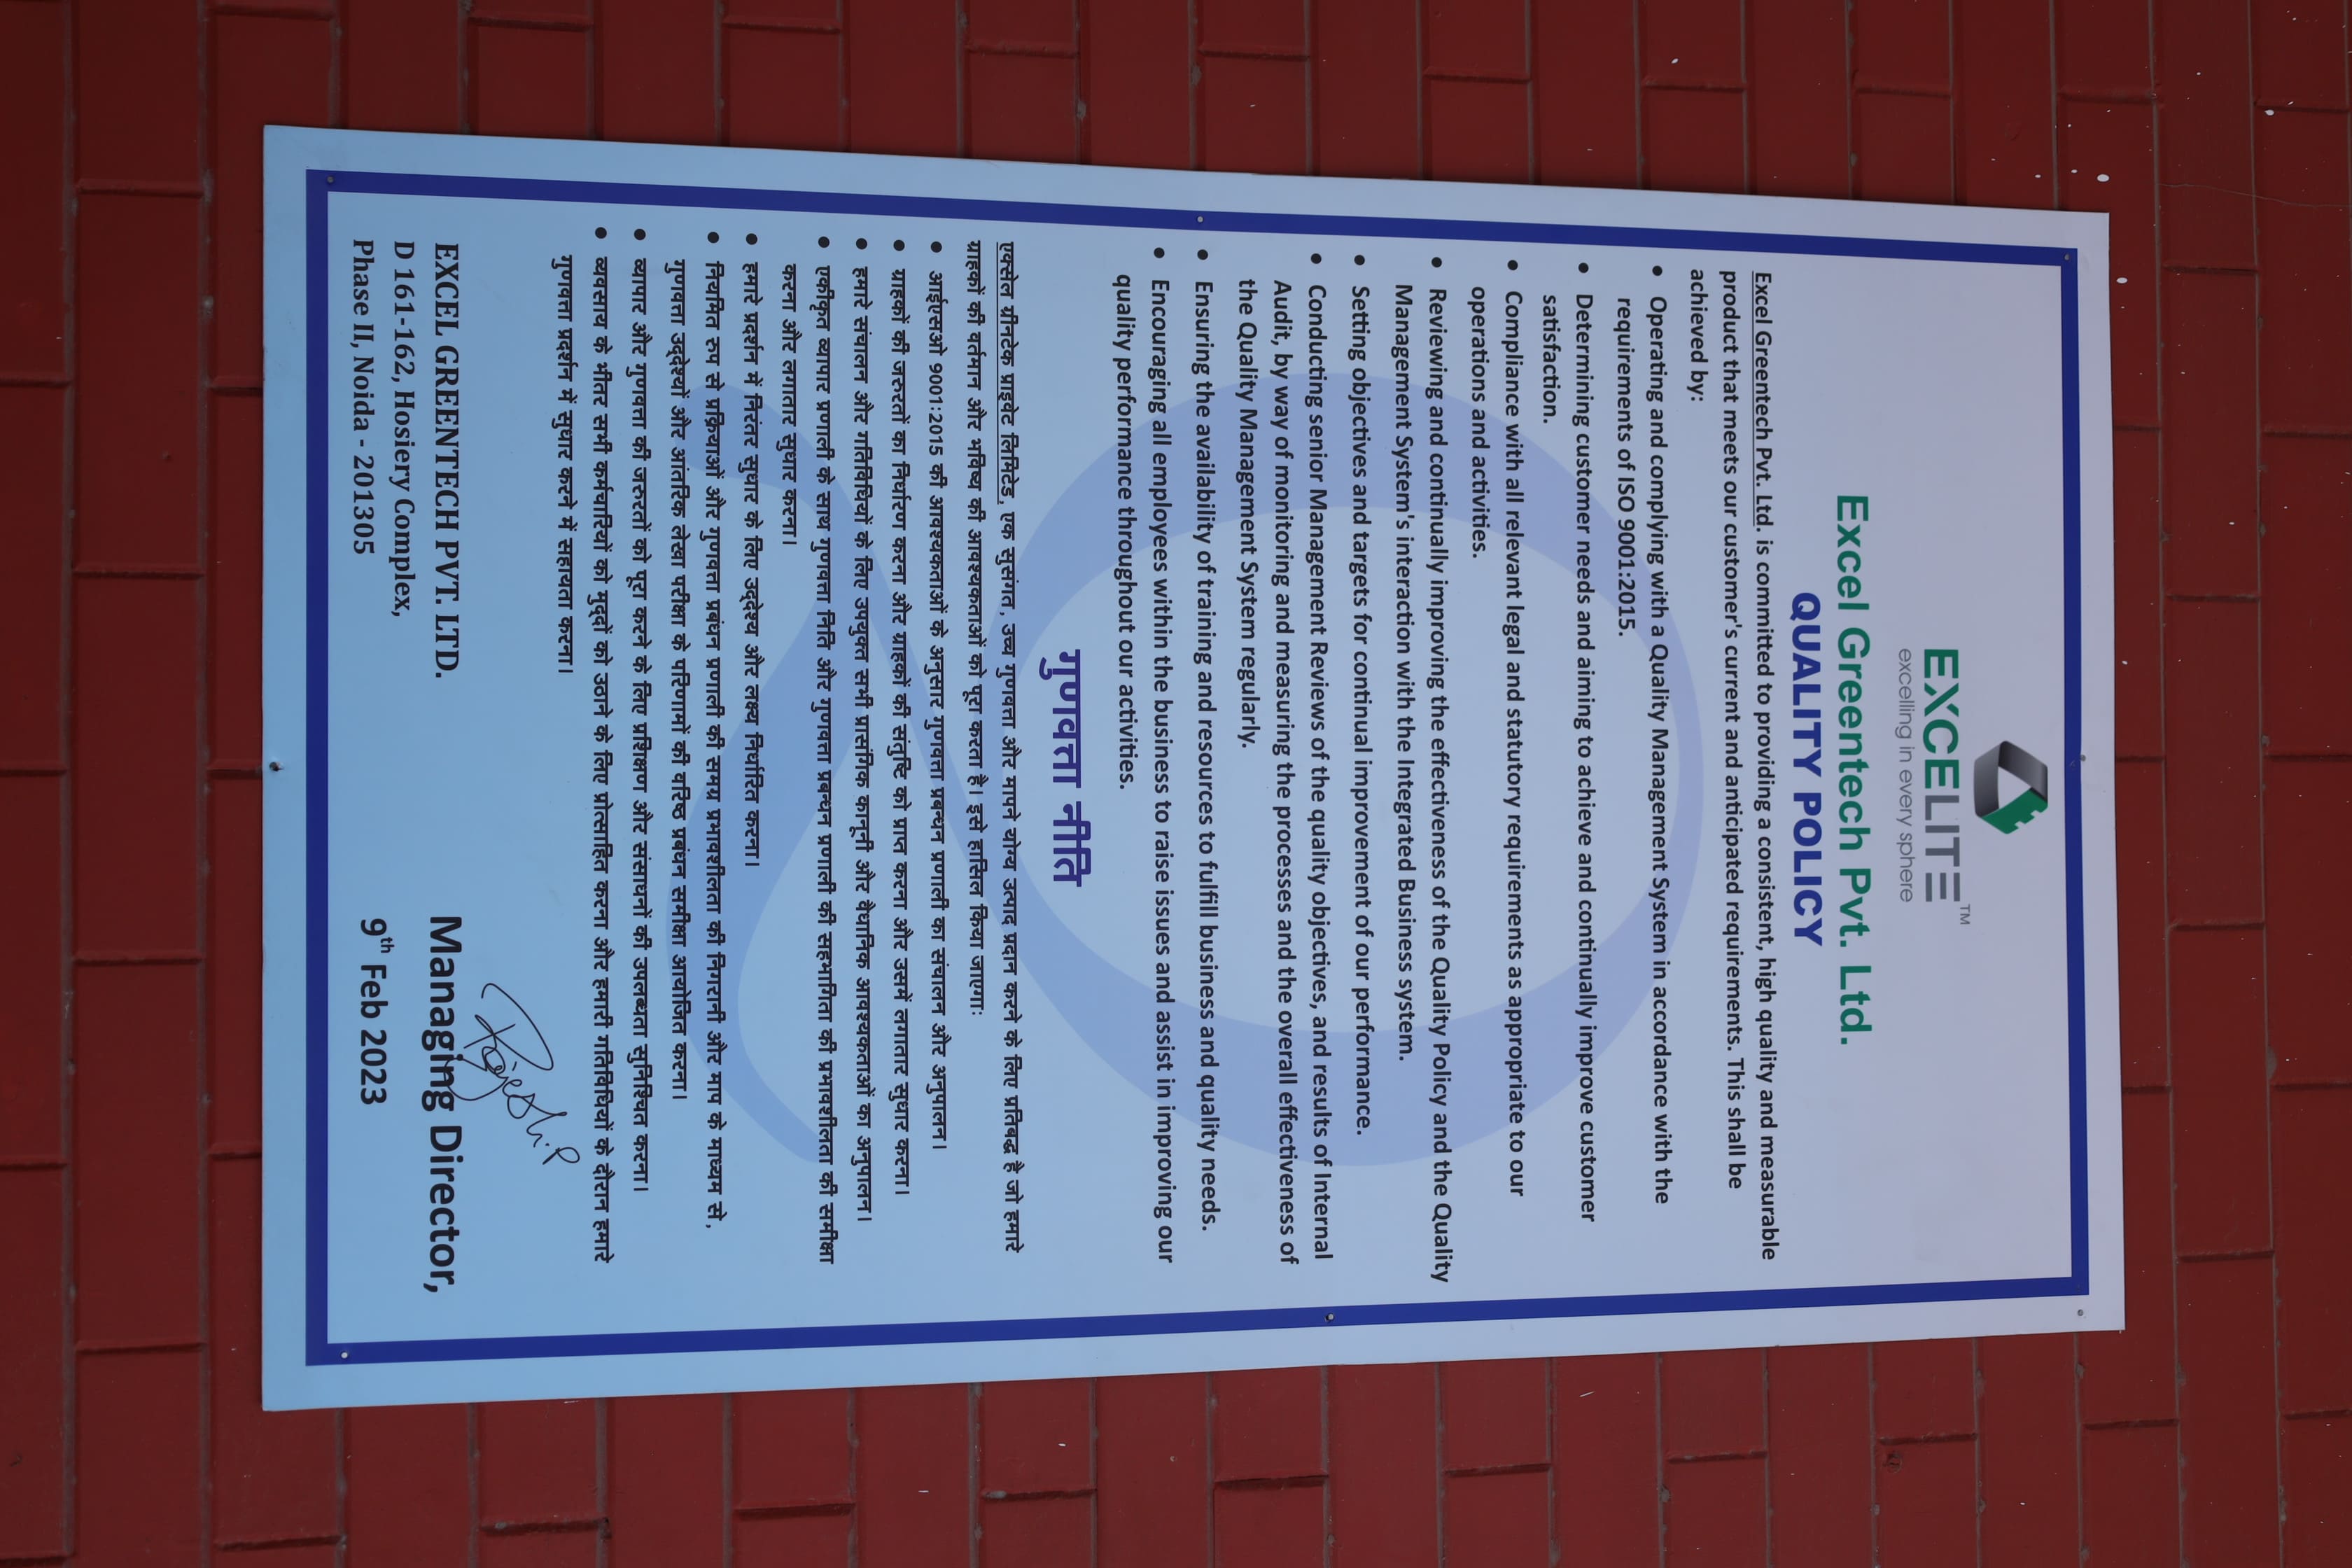 EXCELITE™
excelling in every sphere
Excel Greentech Pvt. Ltd.
QUALITY POLICY
Excel Greentech Pvt. Ltd. is committed to providing a consistent, high quality and measurable
product that meets our customer's current and anticipated requirements. This shall be
achieved by:
• Operating and complying with a Quality Management System in accordance with the
requirements of ISO 9001:2015.
• Determining customer needs and aiming to achieve and continually improve customer
satisfaction.
• Compliance with all relevant legal and statutory requirements as appropriate to our
operations and activities.
• Reviewing and continually improving the effectiveness of the Quality Policy and the Quality
Management System's interaction with the Integrated Business system.
• Setting objectives and targets for continual improvement of our performance.
• Conducting senior Management Reviews of the quality objectives, and results of Internal
Audit, by way of monitoring and measuring the processes and the overall effectiveness of
the Quality Management System regularly.
• Ensuring the availability of training and resources to fulfill business and quality needs.
• Encouraging all employees within the business to raise issues and assist in improving our
quality performance throughout our activities.
गुणवत्ता नीति
एक्सेल ग्रीनटेक प्राइवेट लिमिटेड, एक सुसंगत, उच्च गुणवत्ता और मापने योग्य उत्पाद प्रदान करने के लिए प्रतिबद्ध है जो हमारे
ग्राहकों की वर्तमान और भविष्य की आवश्यकताओं को पूरा करता है। इसे हासिल किया जाएगा:
• आईएसओ 9001:2015 की आवश्यकताओं के अनुसार गुणवत्ता प्रबन्धन प्रणाली का संचालन और अनुपालन।
• ग्राहकों की जरुरतों का निर्धारण करना और ग्राहकों की संतुष्टि को प्राप्त करना और उसमें लगातार सुधार करना।
• हमारे संचालन और गतिविधियों के लिए उपयुक्त सभी प्रासंगिक कानूनी और वैधानिक आवश्यकताओं का अनुपालन।
• एकीकृत व्यापार प्रणाली के साथ गुणवत्ता निति और गुणवत्ता प्रबन्धन प्रणाली की सहभागिता की प्रभावशीलता की समीक्षा
करना और लगातार सुधार करना।
• हमारे प्रदर्शन में निरंतर सुधार के लिए उद्देश्य और लक्ष्य निर्धारित करना।
• नियमित रुप से प्रक्रियाओं और गुणवत्ता प्रबंधन प्रणाली की समग्र प्रभावशीलता की निगरानी और माप के माध्यम से,
गुणवत्ता उद्देश्यों और आंतरिक लेखा परीक्षा के परिणामों की वरिष्ठ प्रबंधन समीक्षा आयोजित करना।
• व्यापार और गुणवत्ता की जरुरतों को पूरा करने के लिए प्रशिक्षण और संसाधनों की उपलब्धता सुनिश्चित करना।
• व्यवसाय के भीतर सभी कर्मचारियों को मुद्दों को उठाने के लिए प्रोत्साहित करना और हमारी गतिविधियों के दौरान हमारे
गुणवत्ता प्रदर्शन में सुधार करने में सहायता करना।
EXCEL GREENTECH PVT. LTD.
D 161-162, Hosiery Complex,
Phase II, Noida - 201305
Rajesh.P
Managing Director,
9th Feb 2023